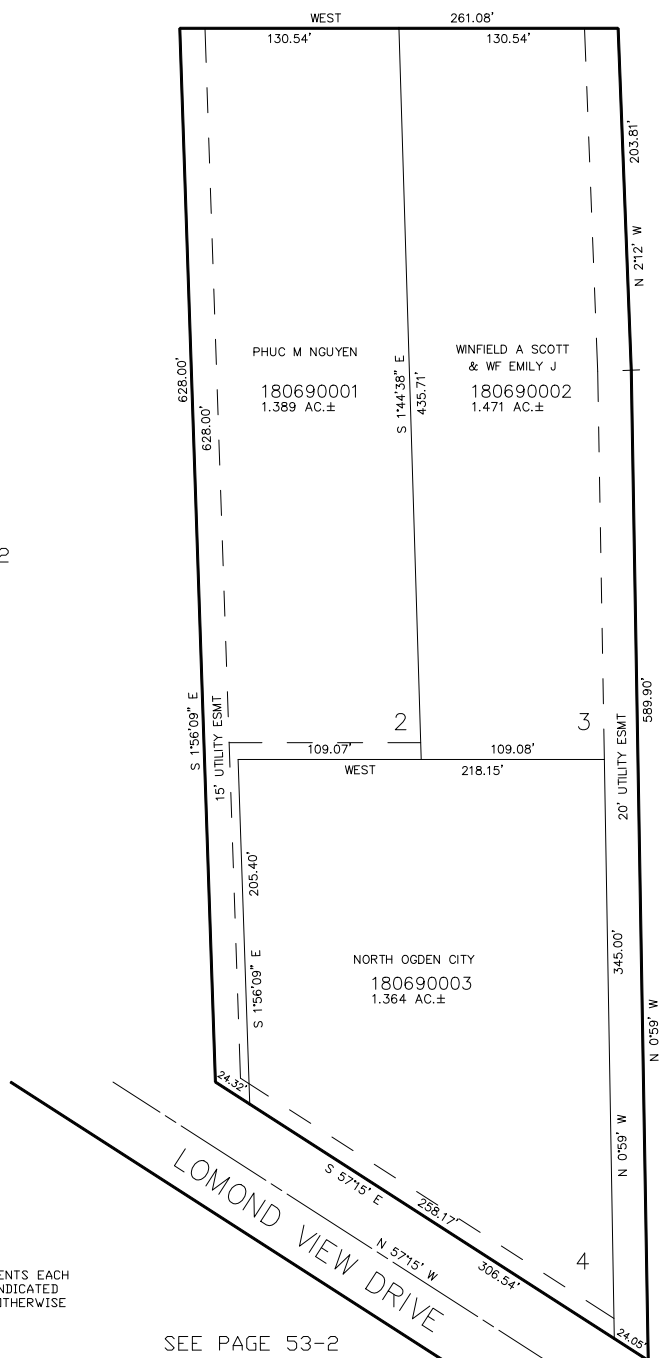 WEST 261.08'
130.54' 130.54'
203.81'
N 2°12' W
PHUC M NGUYEN
180690001
1.389 AC.±
WINFIELD A SCOTT
& WF EMILY J
180690002
1.471 AC.±
S 1°44'38" E
435.71'
628.00'
628.00'
2
S 1°56'09" E
15' UTILITY ESMT
2
3
109.07' 109.08'
WEST 218.15'
589.90'
20' UTILITY ESMT
205.40'
S 1°56'09" E
NORTH OGDEN CITY
180690003
1.364 AC.±
345.00'
N 0°59' W
N 0°59' W
24.32'
S 57°15' E
258.17'
N 57°15' W
306.54'
4
24.05'
LOMOND VIEW DRIVE
ENTS EACH
NDICATED
THERWISE
SEE PAGE 53-2